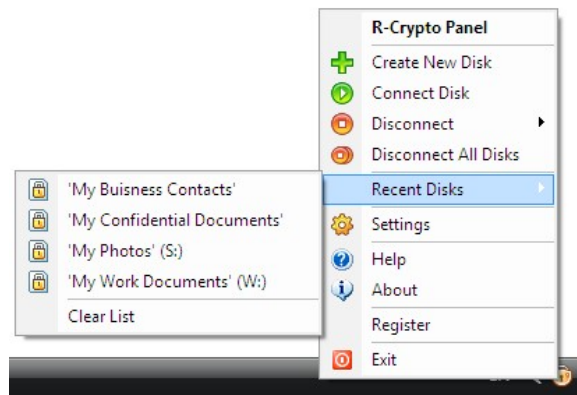 R-Crypto Panel
Create New Disk
Connect Disk
Disconnect
Disconnect All Disks
Recent Disks
'My Buisness Contacts'
'My Confidential Documents'
'My Photos' (S:)
'My Work Documents' (W:)
Clear List
Settings
Help
About
Register
Exit